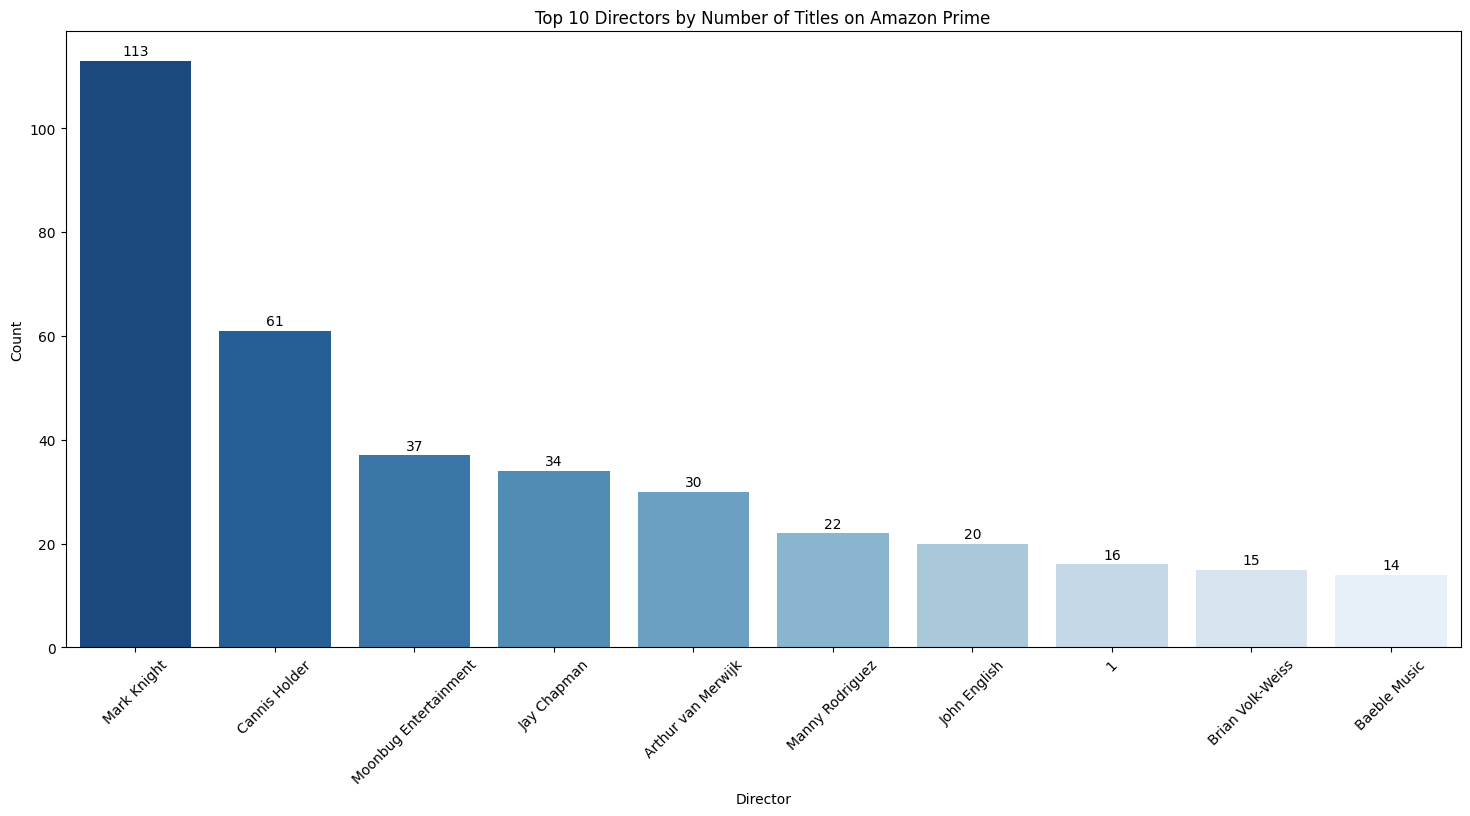 Top 10 Directors by Number of Titles on Amazon Prime
Count
100
80
60
40
20
0
113
61
37
34
30
22
20
16
15
14
Mark Knight
Cannis Holder
Moonbug Entertainment
Jay Chapman
Arthur van Merwijk
Manny Rodriguez
John English
1
Brian Volk-Weiss
Baeble Music
Director